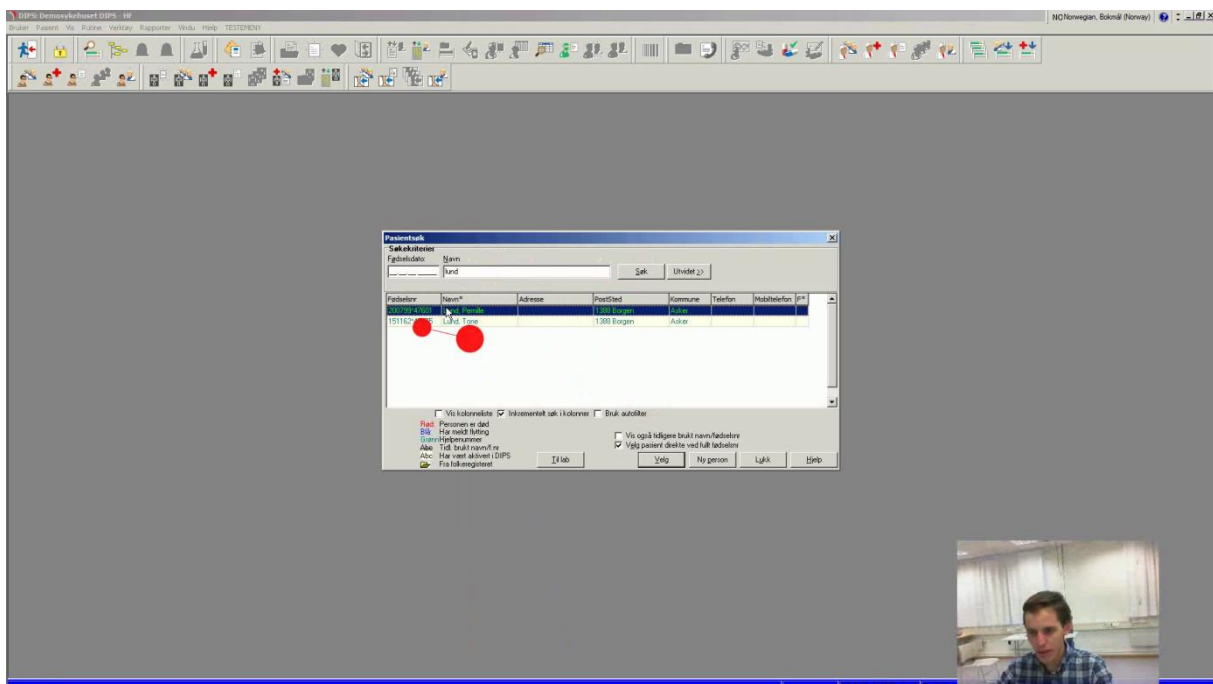 DIPS: Demosykehuset DIPS - HF
NO Norwegian, Bokmål (Norway)
Bruker Pasient Vis Rutine Verktøy Rapporter Vindu Hjelp TESTEMENY
Pasientsøk
Søkekriterier
Fødselsdato: Navn
lund Søk Utvidet >>
Fødselsnr Navn* Adresse PostSted Kommune Telefon Mobiltelefon F*
200799*47601 Lund, Pernille 1388 Borgen Asker
Lund, Tone 1388 Borgen Asker
Vis kolonneliste Inkrementelt søk i kolonner Bruk autofilter
Rød: Personen er død
Blå: Har meldt flytting
Grønn Hjelpenummer
Abc Tidl. brukt navn/f.nr
Abc Har vært aktivert i DIPS
Fra folkeregisteret
Vis også tidligere brukt navn/fødselsnr
Velg pasient direkte ved fullt fødselsnr
Til lab Velg Ny person Lukk Hjelp